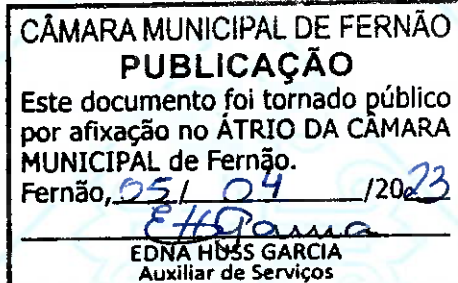 CÂMARA MUNICIPAL DE FERNÃO
PUBLICAÇÃO
Este documento foi tornado público
por afixação no ÁTRIO DA CÂMARA
MUNICIPAL de Fernão.
Fernão, 05/ 04 /2023
EDNA HUSS GARCIA
Auxiliar de Serviços